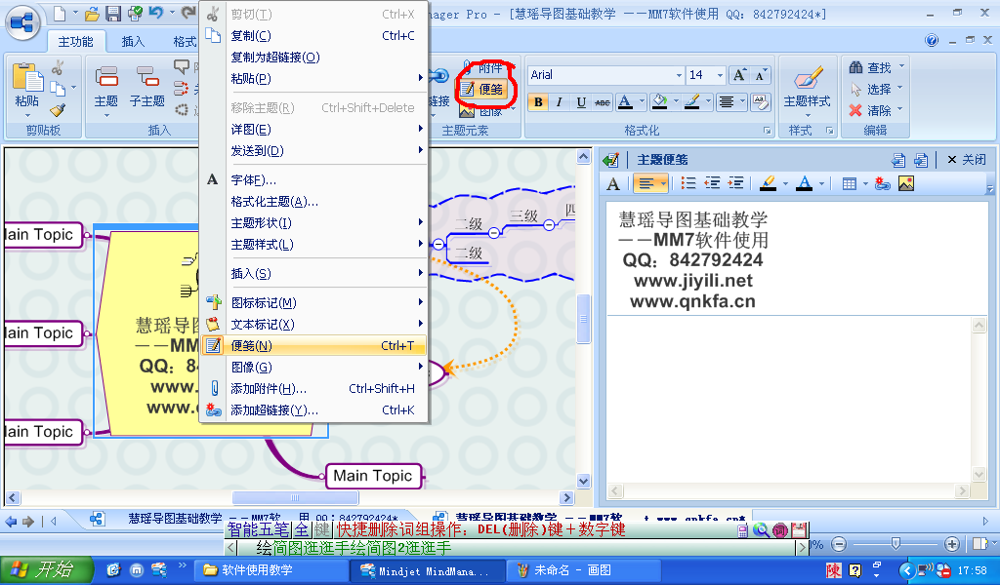 nager Pro - [慧瑶导图基础教学 －－MM7软件使用 QQ：842792424*]
主功能 插入 格式
粘贴
主题 子主题
剪贴板
插入
附件
便笺
图像
链接
主题元素
Arial 14
B I U ABC A
格式化
主题样式
样式
查找
选择
清除
编辑
剪切(T) Ctrl+X
复制(C) Ctrl+C
复制为超链接(O)
粘贴(P)
移除主题(R) Ctrl+Shift+Delete
详图(E)
发送到(D)
字体(F)...
格式化主题(A)...
主题形状(I)
主题样式(L)
插入(S)
图标标记(M)
文本标记(X)
便笺(N) Ctrl+T
图像(G)
添加附件(H)... Ctrl+Shift+H
添加超链接(Y)... Ctrl+K
lain Topic
lain Topic
lain Topic
慧瑶导图
－－MM
QQ：84
www.
www.
Main Topic
二级 三级 四
二级
主题便笺 关闭
慧瑶导图基础教学
－－MM7软件使用
QQ：842792424
www.jiyili.net
www.qnkfa.cn
慧瑶导图基础教学 －－MM7软 用 QQ：842792424*
慧瑶导图基础教学 －－MM7软 t www.qnkfa.cn*
智能五笔 全 键 快捷删除词组操作：DEL(删除)键＋数字键
绘简图逛逛手绘简图2逛逛手
0%
开始
软件使用教学
Mindjet MindMana...
未命名 - 画图
陳
17:58